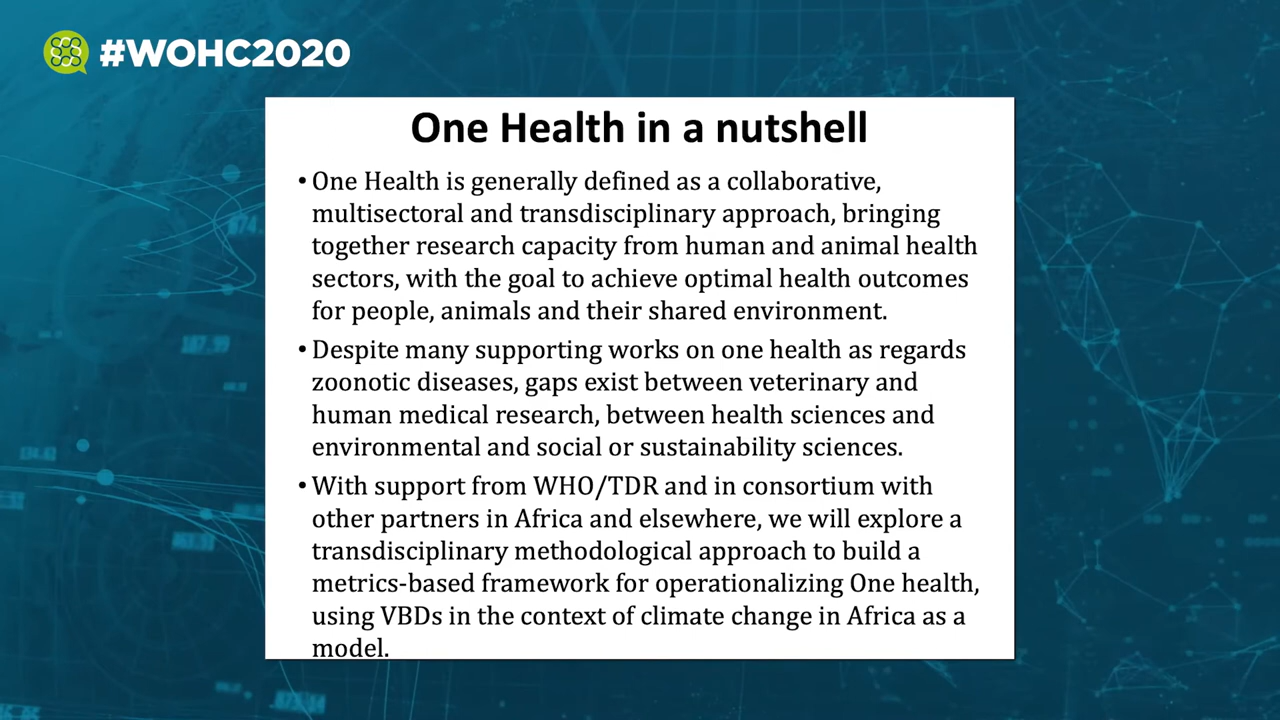 #WOHC2020
One Health in a nutshell
• One Health is generally defined as a collaborative,
multisectoral and transdisciplinary approach, bringing
together research capacity from human and animal health
sectors, with the goal to achieve optimal health outcomes
for people, animals and their shared environment.
• Despite many supporting works on one health as regards
zoonotic diseases, gaps exist between veterinary and
human medical research, between health sciences and
environmental and social or sustainability sciences.
• With support from WHO/TDR and in consortium with
other partners in Africa and elsewhere, we will explore a
transdisciplinary methodological approach to build a
metrics-based framework for operationalizing One health,
using VBDs in the context of climate change in Africa as a
model.